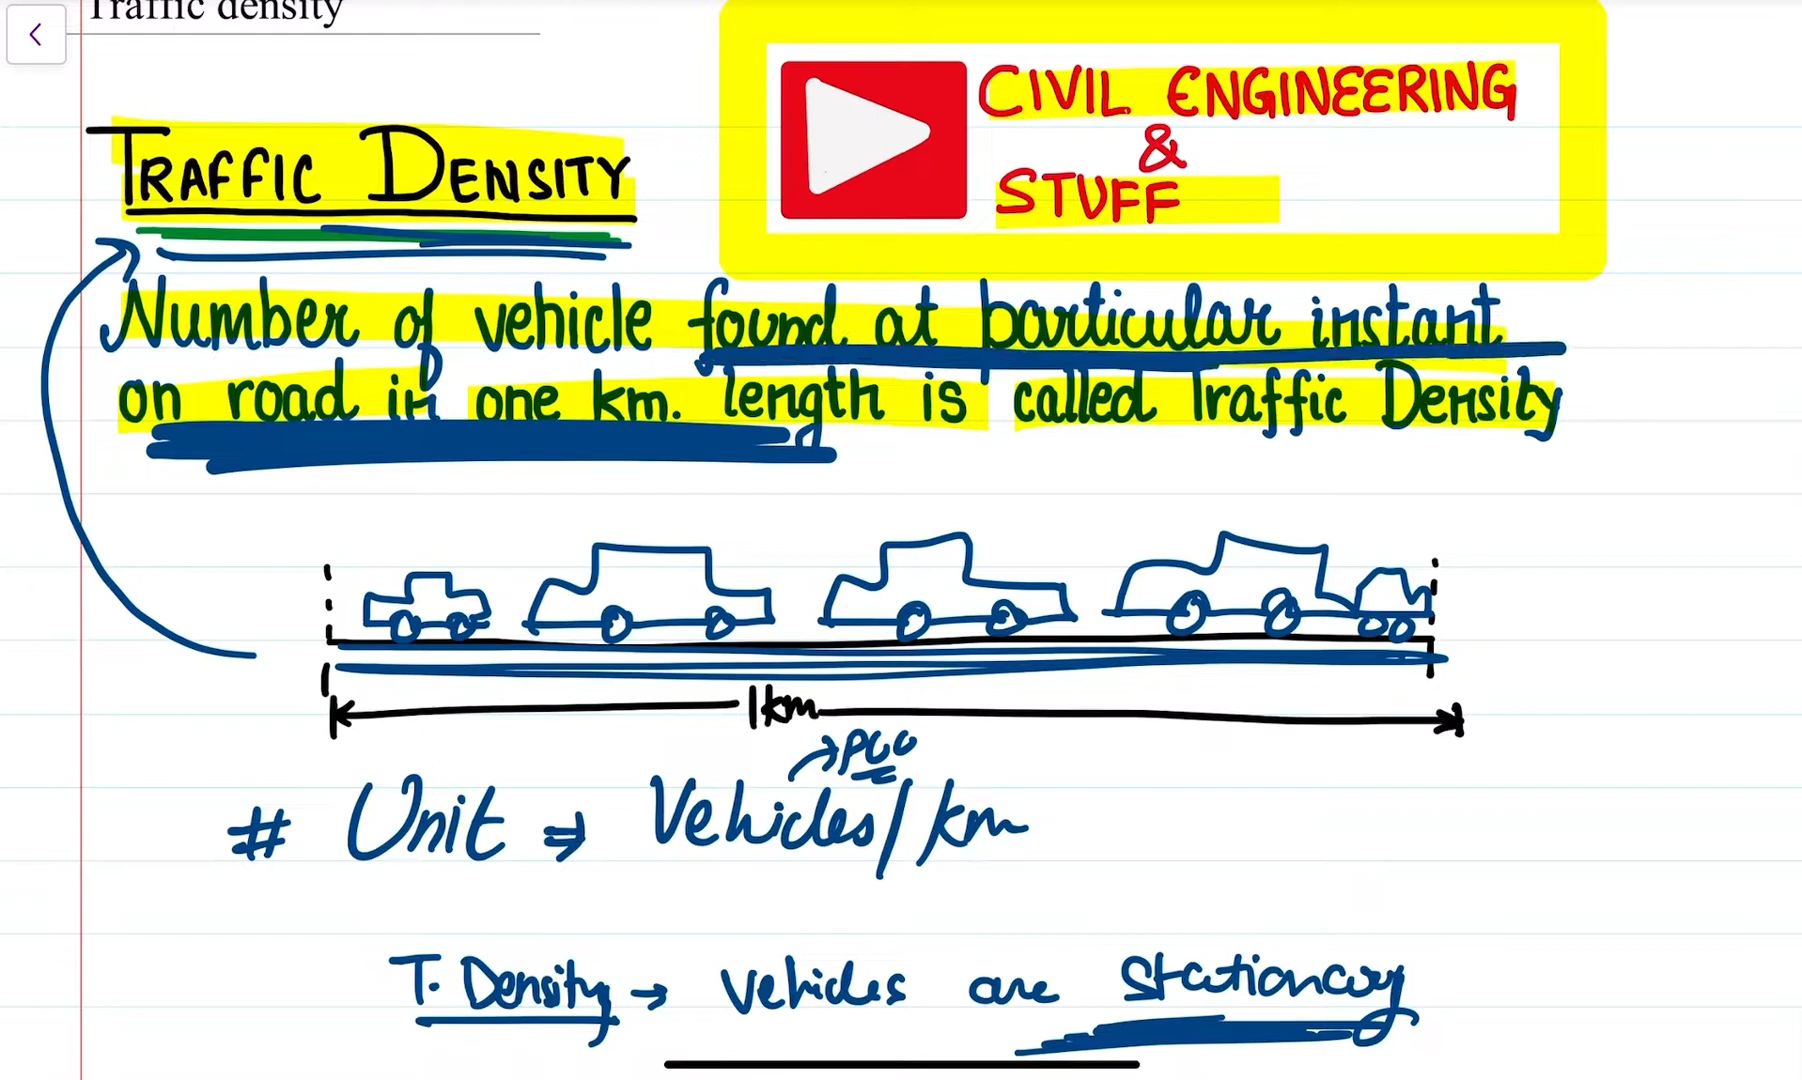 Traffic density
CIVIL ENGINEERING
&
STUFF
TRAFFIC DENSITY
Number of vehicle found at particular instant
on road in one km. length is called Traffic Density
1km
PCU
# Unit ⇒ Vehicles/km
T. Density → Vehicles are Stationary